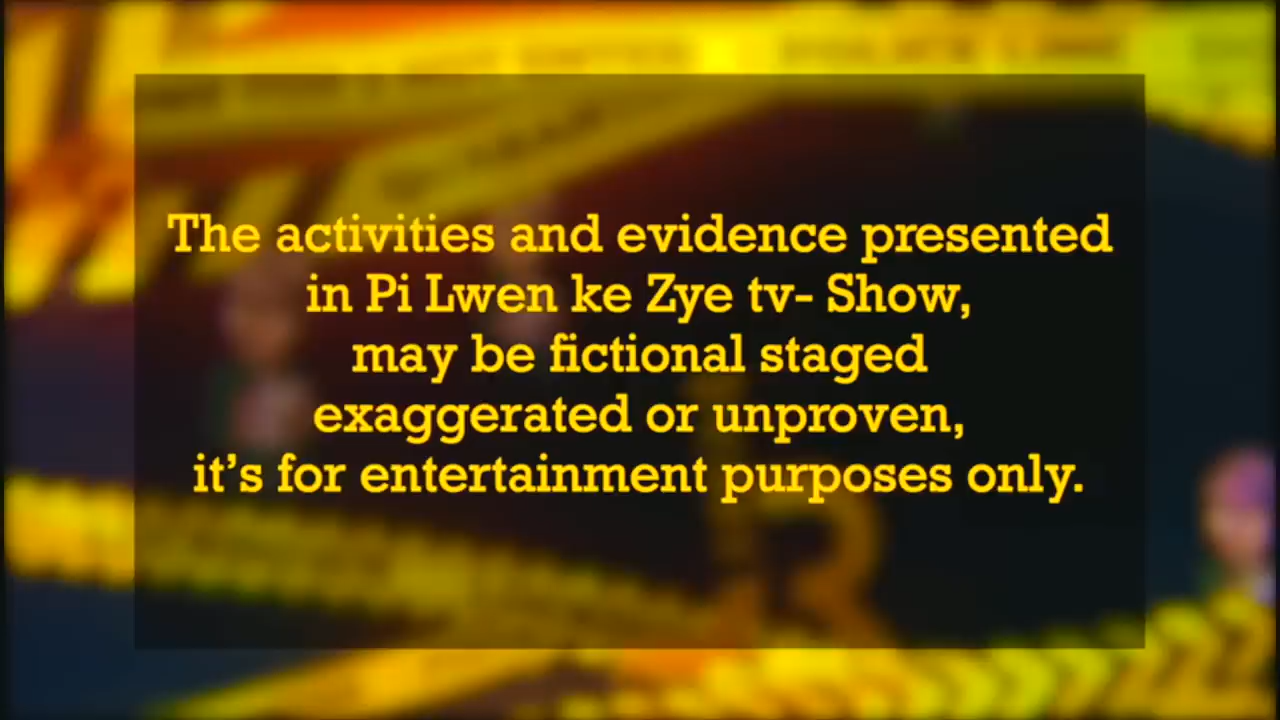 The activities and evidence presented
in Pi Lwen ke Zye tv- Show,
may be fictional staged
exaggerated or unproven,
it’s for entertainment purposes only.